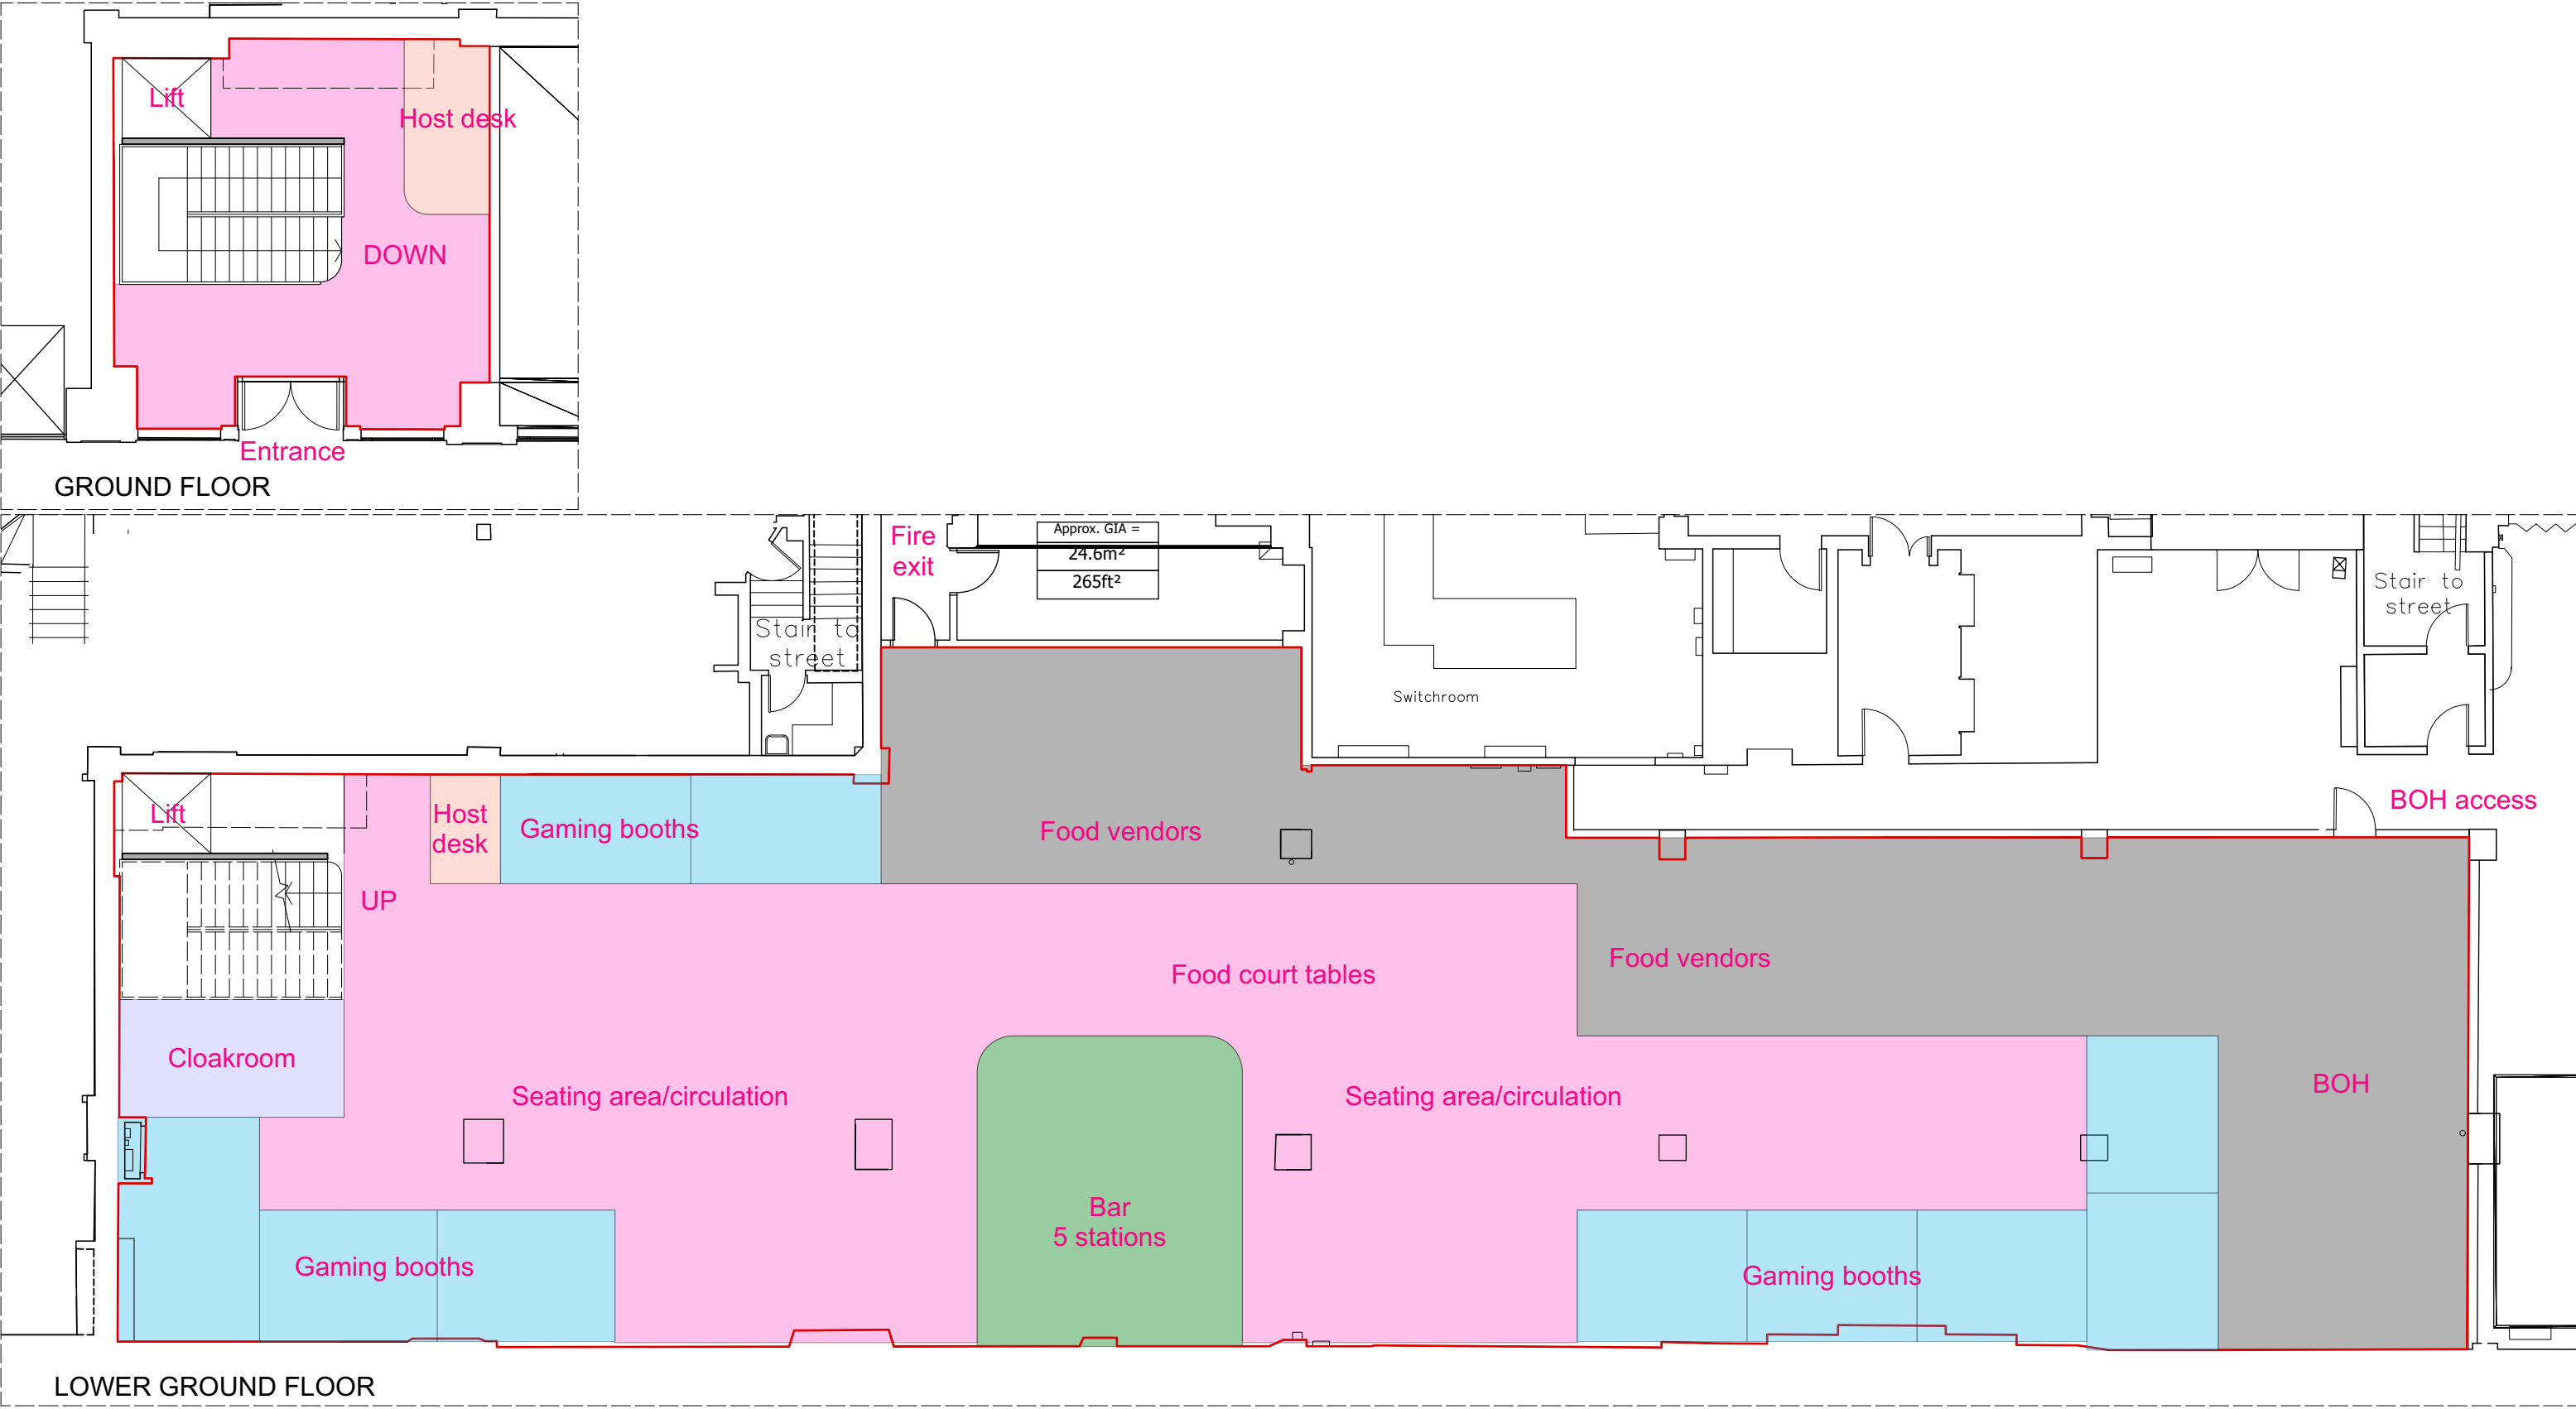 Lift
Host desk
DOWN
Entrance
GROUND FLOOR
Fire
exit
Approx. GIA =
24.6m²
265ft²
Stair to
street
Switchroom
Stair to
street
BOH access
Lift
Host
desk
Gaming booths
Food vendors
UP
Food vendors
Food court tables
Cloakroom
Seating area/circulation
Seating area/circulation
BOH
Bar
5 stations
Gaming booths
Gaming booths
LOWER GROUND FLOOR